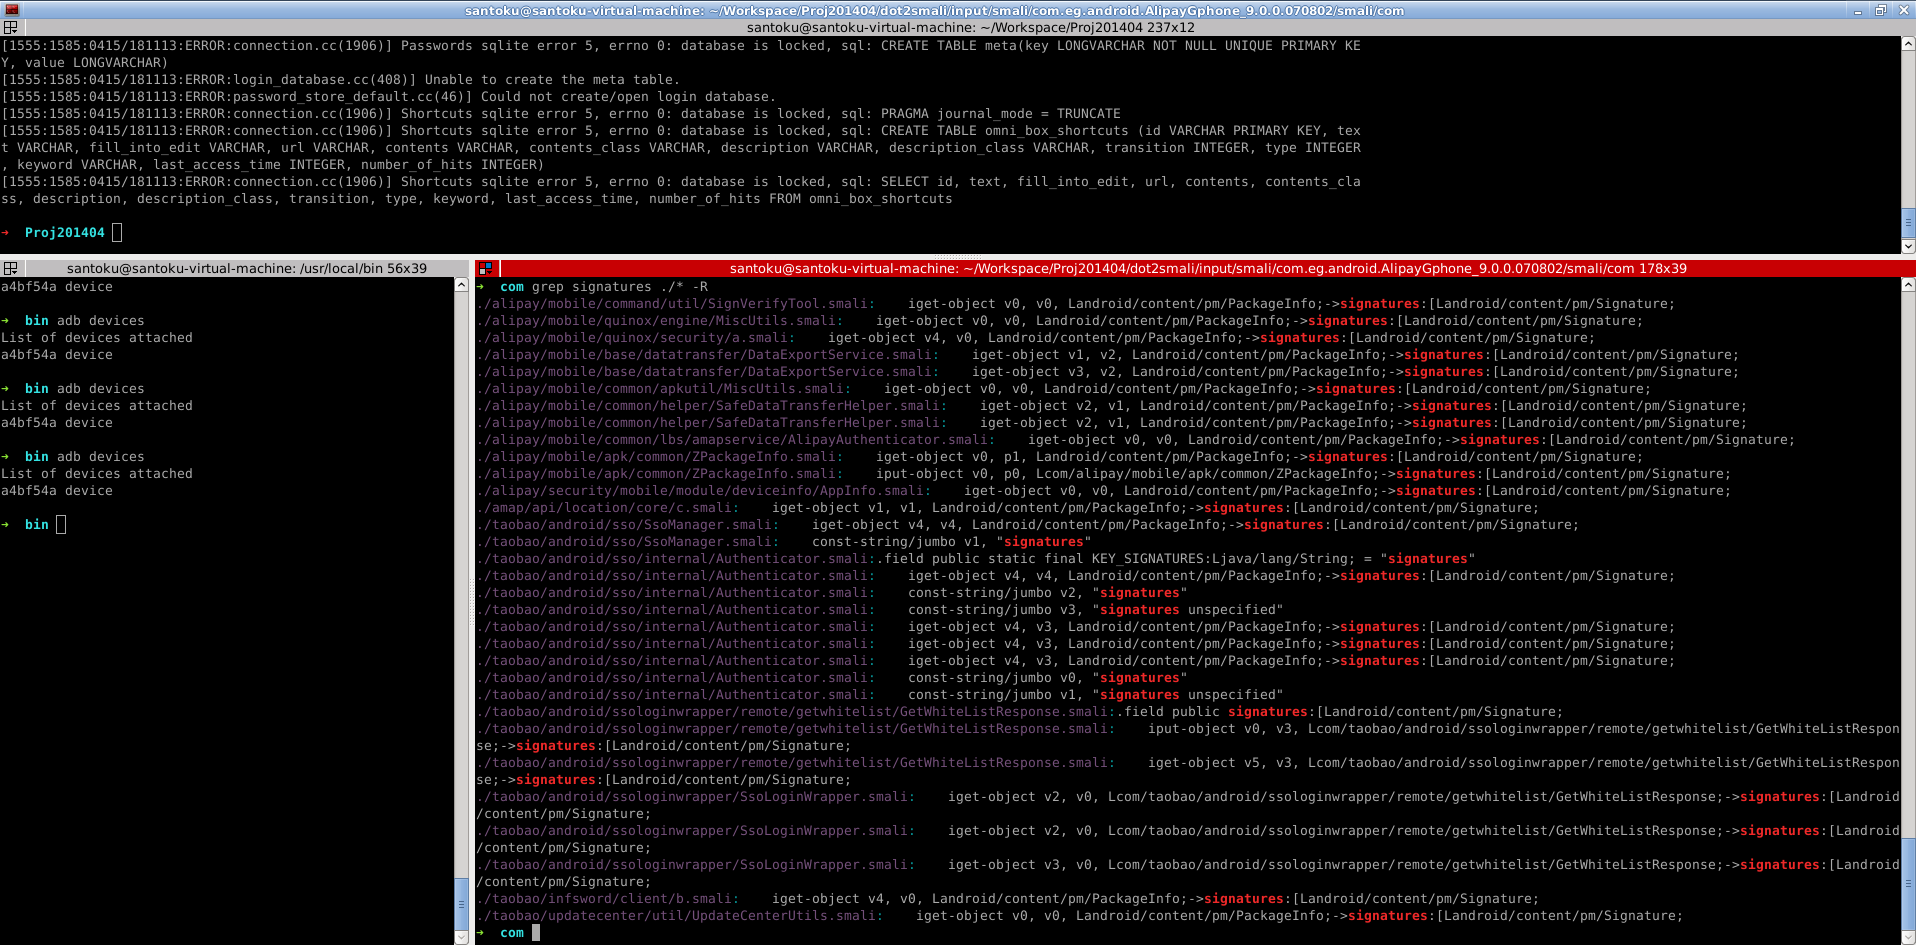 santoku@santoku-virtual-machine: ~/Workspace/Proj201404/dot2smali/input/smali/com.eg.android.AlipayGphone_9.0.0.070802/smali/com
santoku@santoku-virtual-machine: ~/Workspace/Proj201404 237x12
[1555:1585:0415/181113:ERROR:connection.cc(1906)] Passwords sqlite error 5, errno 0: database is locked, sql: CREATE TABLE meta(key LONGVARCHAR NOT NULL UNIQUE PRIMARY KE
Y, value LONGVARCHAR)
[1555:1585:0415/181113:ERROR:login_database.cc(408)] Unable to create the meta table.
[1555:1585:0415/181113:ERROR:password_store_default.cc(46)] Could not create/open login database.
[1555:1585:0415/181113:ERROR:connection.cc(1906)] Shortcuts sqlite error 5, errno 0: database is locked, sql: PRAGMA journal_mode = TRUNCATE
[1555:1585:0415/181113:ERROR:connection.cc(1906)] Shortcuts sqlite error 5, errno 0: database is locked, sql: CREATE TABLE omni_box_shortcuts (id VARCHAR PRIMARY KEY, tex
t VARCHAR, fill_into_edit VARCHAR, url VARCHAR, contents VARCHAR, contents_class VARCHAR, description VARCHAR, description_class VARCHAR, transition INTEGER, type INTEGER
, keyword VARCHAR, last_access_time INTEGER, number_of_hits INTEGER)
[1555:1585:0415/181113:ERROR:connection.cc(1906)] Shortcuts sqlite error 5, errno 0: database is locked, sql: SELECT id, text, fill_into_edit, url, contents, contents_cla
ss, description, description_class, transition, type, keyword, last_access_time, number_of_hits FROM omni_box_shortcuts
→ Proj201404
santoku@santoku-virtual-machine: /usr/local/bin 56x39
a4bf54a device
→ bin adb devices
List of devices attached
a4bf54a device
→ bin adb devices
List of devices attached
a4bf54a device
→ bin adb devices
List of devices attached
a4bf54a device
→ bin
santoku@santoku-virtual-machine: ~/Workspace/Proj201404/dot2smali/input/smali/com.eg.android.AlipayGphone_9.0.0.070802/smali/com 178x39
→ com grep signatures ./* -R
./alipay/mobile/command/util/SignVerifyTool.smali:    iget-object v0, v0, Landroid/content/pm/PackageInfo;->signatures:[Landroid/content/pm/Signature;
./alipay/mobile/quinox/engine/MiscUtils.smali:    iget-object v0, v0, Landroid/content/pm/PackageInfo;->signatures:[Landroid/content/pm/Signature;
./alipay/mobile/quinox/security/a.smali:    iget-object v4, v0, Landroid/content/pm/PackageInfo;->signatures:[Landroid/content/pm/Signature;
./alipay/mobile/base/datatransfer/DataExportService.smali:    iget-object v1, v2, Landroid/content/pm/PackageInfo;->signatures:[Landroid/content/pm/Signature;
./alipay/mobile/base/datatransfer/DataExportService.smali:    iget-object v3, v2, Landroid/content/pm/PackageInfo;->signatures:[Landroid/content/pm/Signature;
./alipay/mobile/common/apkutil/MiscUtils.smali:    iget-object v0, v0, Landroid/content/pm/PackageInfo;->signatures:[Landroid/content/pm/Signature;
./alipay/mobile/common/helper/SafeDataTransferHelper.smali:    iget-object v2, v1, Landroid/content/pm/PackageInfo;->signatures:[Landroid/content/pm/Signature;
./alipay/mobile/common/helper/SafeDataTransferHelper.smali:    iget-object v2, v1, Landroid/content/pm/PackageInfo;->signatures:[Landroid/content/pm/Signature;
./alipay/mobile/common/lbs/amapservice/AlipayAuthenticator.smali:    iget-object v0, v0, Landroid/content/pm/PackageInfo;->signatures:[Landroid/content/pm/Signature;
./alipay/mobile/apk/common/ZPackageInfo.smali:    iget-object v0, p1, Landroid/content/pm/PackageInfo;->signatures:[Landroid/content/pm/Signature;
./alipay/mobile/apk/common/ZPackageInfo.smali:    iput-object v0, p0, Lcom/alipay/mobile/apk/common/ZPackageInfo;->signatures:[Landroid/content/pm/Signature;
./alipay/security/mobile/module/deviceinfo/AppInfo.smali:    iget-object v0, v0, Landroid/content/pm/PackageInfo;->signatures:[Landroid/content/pm/Signature;
./amap/api/location/core/c.smali:    iget-object v1, v1, Landroid/content/pm/PackageInfo;->signatures:[Landroid/content/pm/Signature;
./taobao/android/sso/SsoManager.smali:    iget-object v4, v4, Landroid/content/pm/PackageInfo;->signatures:[Landroid/content/pm/Signature;
./taobao/android/sso/SsoManager.smali:    const-string/jumbo v1, "signatures"
./taobao/android/sso/internal/Authenticator.smali:.field public static final KEY_SIGNATURES:Ljava/lang/String; = "signatures"
./taobao/android/sso/internal/Authenticator.smali:    iget-object v4, v4, Landroid/content/pm/PackageInfo;->signatures:[Landroid/content/pm/Signature;
./taobao/android/sso/internal/Authenticator.smali:    const-string/jumbo v2, "signatures"
./taobao/android/sso/internal/Authenticator.smali:    const-string/jumbo v3, "signatures unspecified"
./taobao/android/sso/internal/Authenticator.smali:    iget-object v4, v3, Landroid/content/pm/PackageInfo;->signatures:[Landroid/content/pm/Signature;
./taobao/android/sso/internal/Authenticator.smali:    iget-object v4, v3, Landroid/content/pm/PackageInfo;->signatures:[Landroid/content/pm/Signature;
./taobao/android/sso/internal/Authenticator.smali:    iget-object v4, v3, Landroid/content/pm/PackageInfo;->signatures:[Landroid/content/pm/Signature;
./taobao/android/sso/internal/Authenticator.smali:    const-string/jumbo v0, "signatures"
./taobao/android/sso/internal/Authenticator.smali:    const-string/jumbo v1, "signatures unspecified"
./taobao/android/ssologinwrapper/remote/getwhitelist/GetWhiteListResponse.smali:.field public signatures:[Landroid/content/pm/Signature;
./taobao/android/ssologinwrapper/remote/getwhitelist/GetWhiteListResponse.smali:    iput-object v0, v3, Lcom/taobao/android/ssologinwrapper/remote/getwhitelist/GetWhiteListRespon
se;->signatures:[Landroid/content/pm/Signature;
./taobao/android/ssologinwrapper/remote/getwhitelist/GetWhiteListResponse.smali:    iget-object v5, v3, Lcom/taobao/android/ssologinwrapper/remote/getwhitelist/GetWhiteListRespon
se;->signatures:[Landroid/content/pm/Signature;
./taobao/android/ssologinwrapper/SsoLoginWrapper.smali:    iget-object v2, v0, Lcom/taobao/android/ssologinwrapper/remote/getwhitelist/GetWhiteListResponse;->signatures:[Landroid
/content/pm/Signature;
./taobao/android/ssologinwrapper/SsoLoginWrapper.smali:    iget-object v2, v0, Lcom/taobao/android/ssologinwrapper/remote/getwhitelist/GetWhiteListResponse;->signatures:[Landroid
/content/pm/Signature;
./taobao/android/ssologinwrapper/SsoLoginWrapper.smali:    iget-object v3, v0, Lcom/taobao/android/ssologinwrapper/remote/getwhitelist/GetWhiteListResponse;->signatures:[Landroid
/content/pm/Signature;
./taobao/infsword/client/b.smali:    iget-object v4, v0, Landroid/content/pm/PackageInfo;->signatures:[Landroid/content/pm/Signature;
./taobao/updatecenter/util/UpdateCenterUtils.smali:    iget-object v0, v0, Landroid/content/pm/PackageInfo;->signatures:[Landroid/content/pm/Signature;
→ com